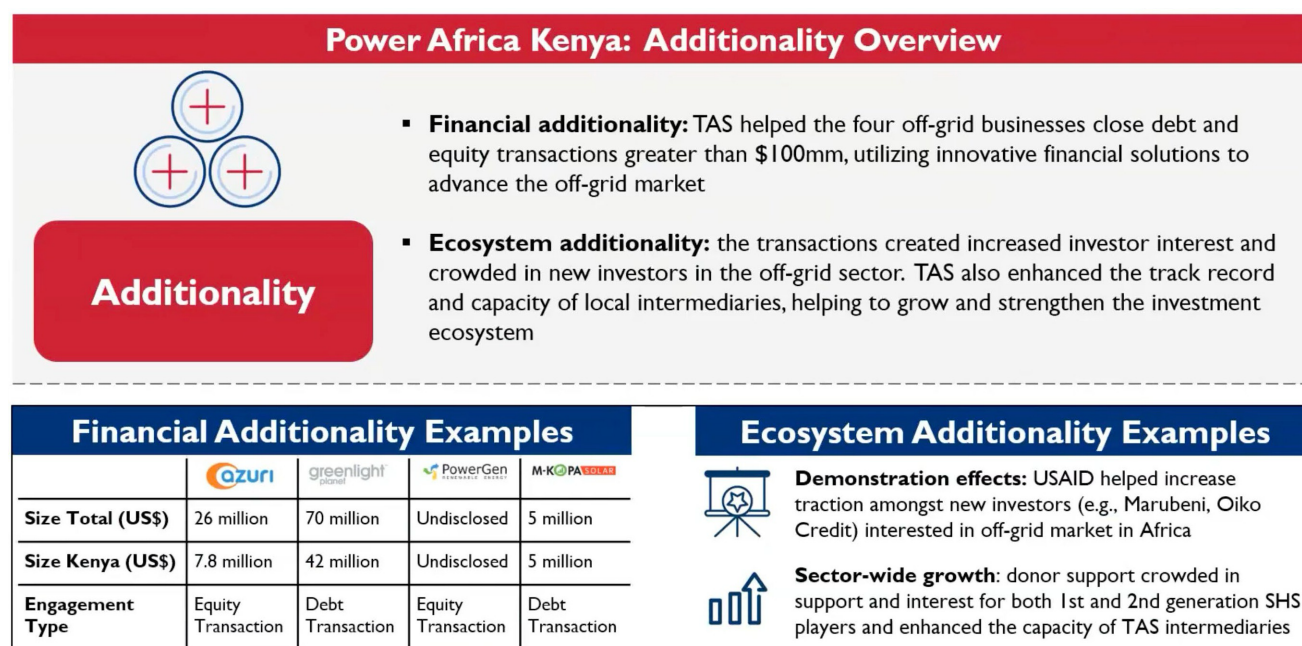 Power Africa Kenya: Additionality Overview
▪ Financial additionality: TAS helped the four off-grid businesses close debt and
equity transactions greater than $100mm, utilizing innovative financial solutions to
advance the off-grid market
▪ Ecosystem additionality: the transactions created increased investor interest and
crowded in new investors in the off-grid sector. TAS also enhanced the track record
and capacity of local intermediaries, helping to grow and strengthen the investment
ecosystem
Additionality
Financial Additionality Examples
azuri greenlight planet PowerGen RENEWABLE ENERGY M-KOPA SOLAR
Size Total (US$) 26 million 70 million Undisclosed 5 million
Size Kenya (US$) 7.8 million 42 million Undisclosed 5 million
Engagement Equity Debt Equity Debt
Type Transaction Transaction Transaction Transaction
Ecosystem Additionality Examples
Demonstration effects: USAID helped increase
traction amongst new investors (e.g., Marubeni, Oiko
Credit) interested in off-grid market in Africa
Sector-wide growth: donor support crowded in
support and interest for both 1st and 2nd generation SHS
players and enhanced the capacity of TAS intermediaries